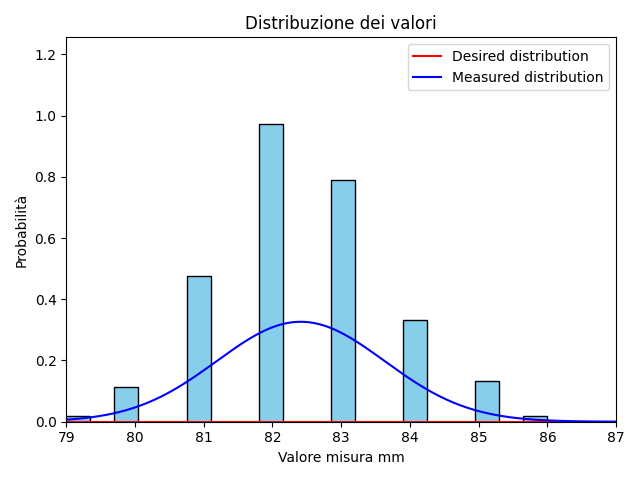 Distribuzione dei valori
Desired distribution
Measured distribution
Probabilità
1.2
1.0
0.8
0.6
0.4
0.2
0.0
79 80 81 82 83 84 85 86 87
Valore misura mm